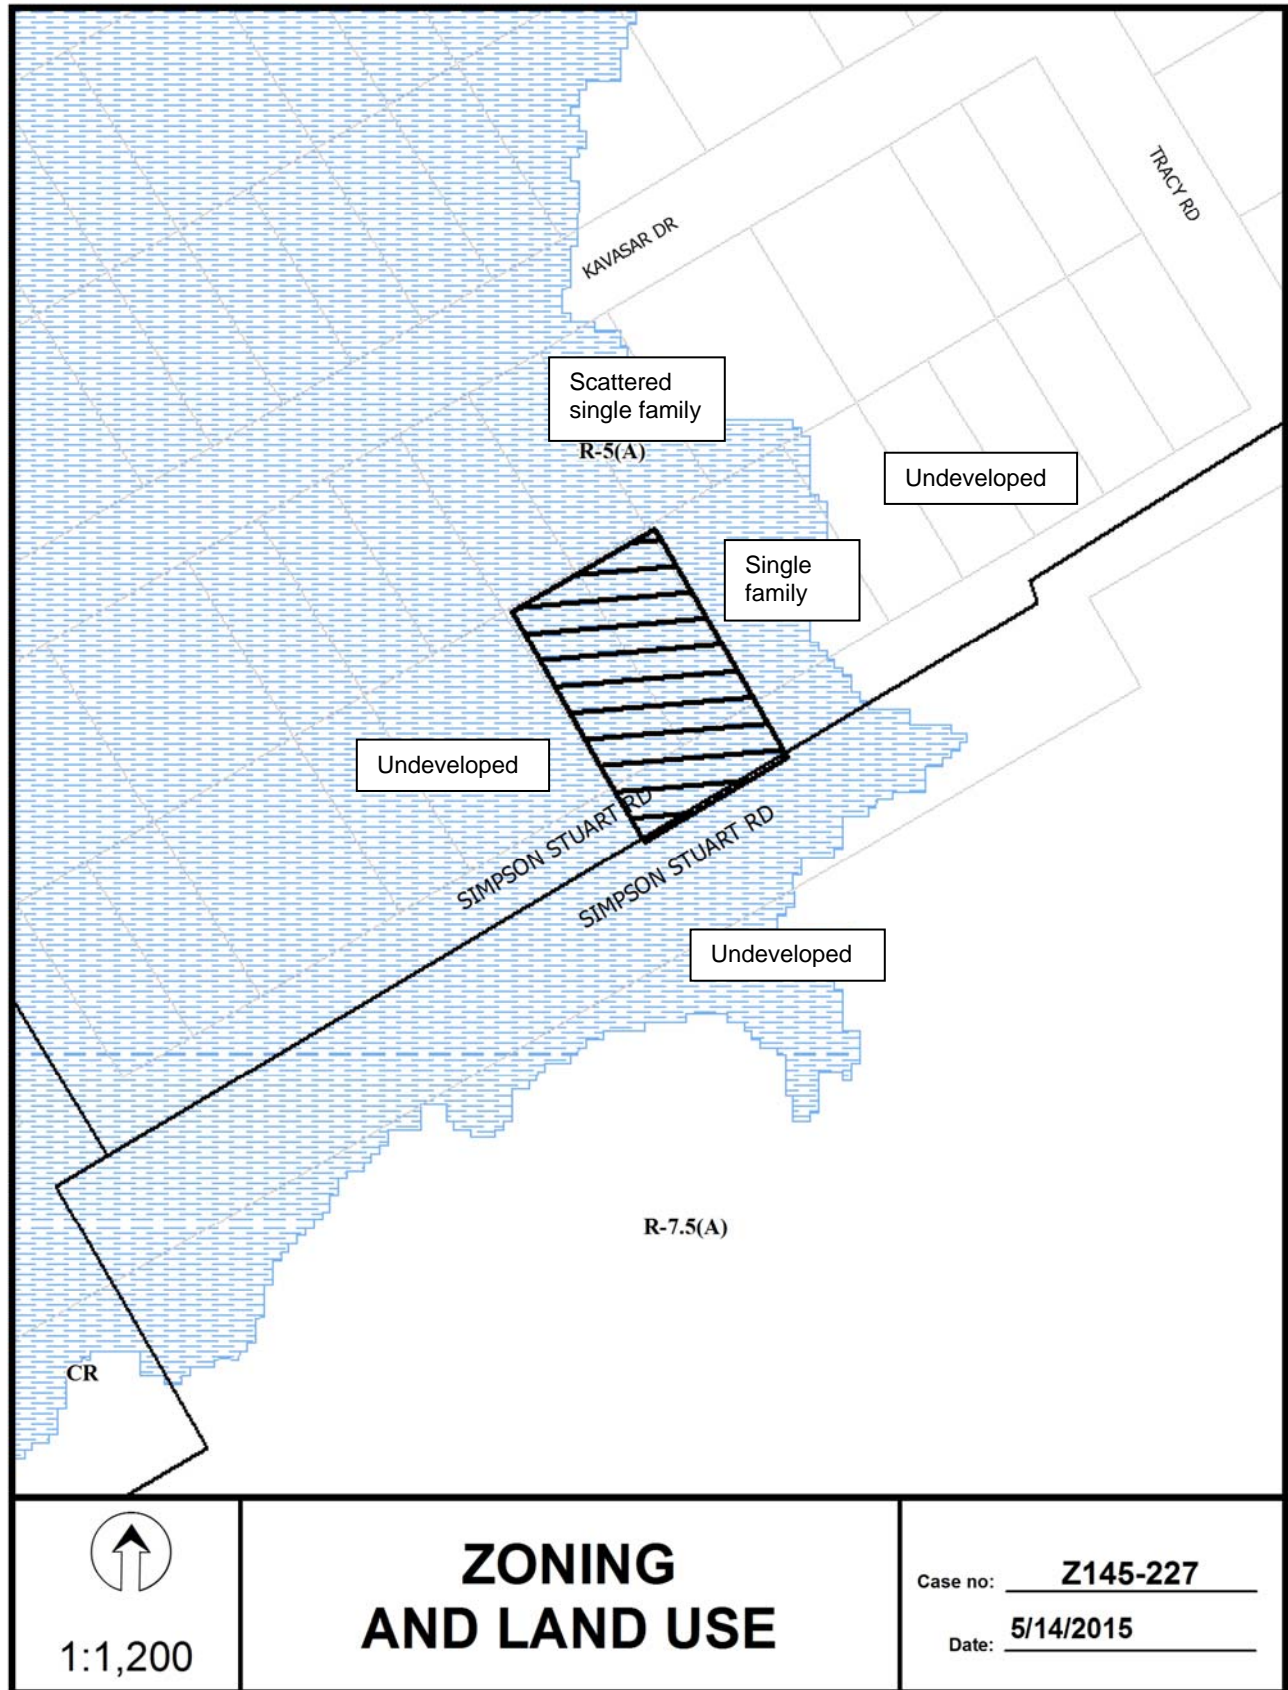 TRACY RD
KAVASAR DR
Scattered
single family
R-5(A)
Undeveloped
Single
family
Undeveloped
SIMPSON STUART RD
SIMPSON STUART RD
Undeveloped
R-7.5(A)
CR
1:1,200
ZONING
AND LAND USE
Case no: Z145-227
Date: 5/14/2015